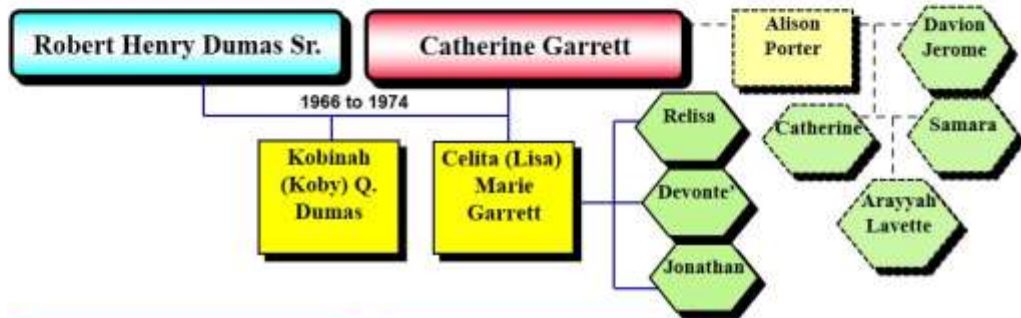 Robert Henry Dumas Sr.
Catherine Garrett
Alison
Porter
Davion
Jerome
1966 to 1974
Relisa
Catherine
Samara
Kobinah
(Koby) Q.
Dumas
Celita (Lisa)
Marie
Garrett
Devonte'
Arayyah
Lavette
Jonathan